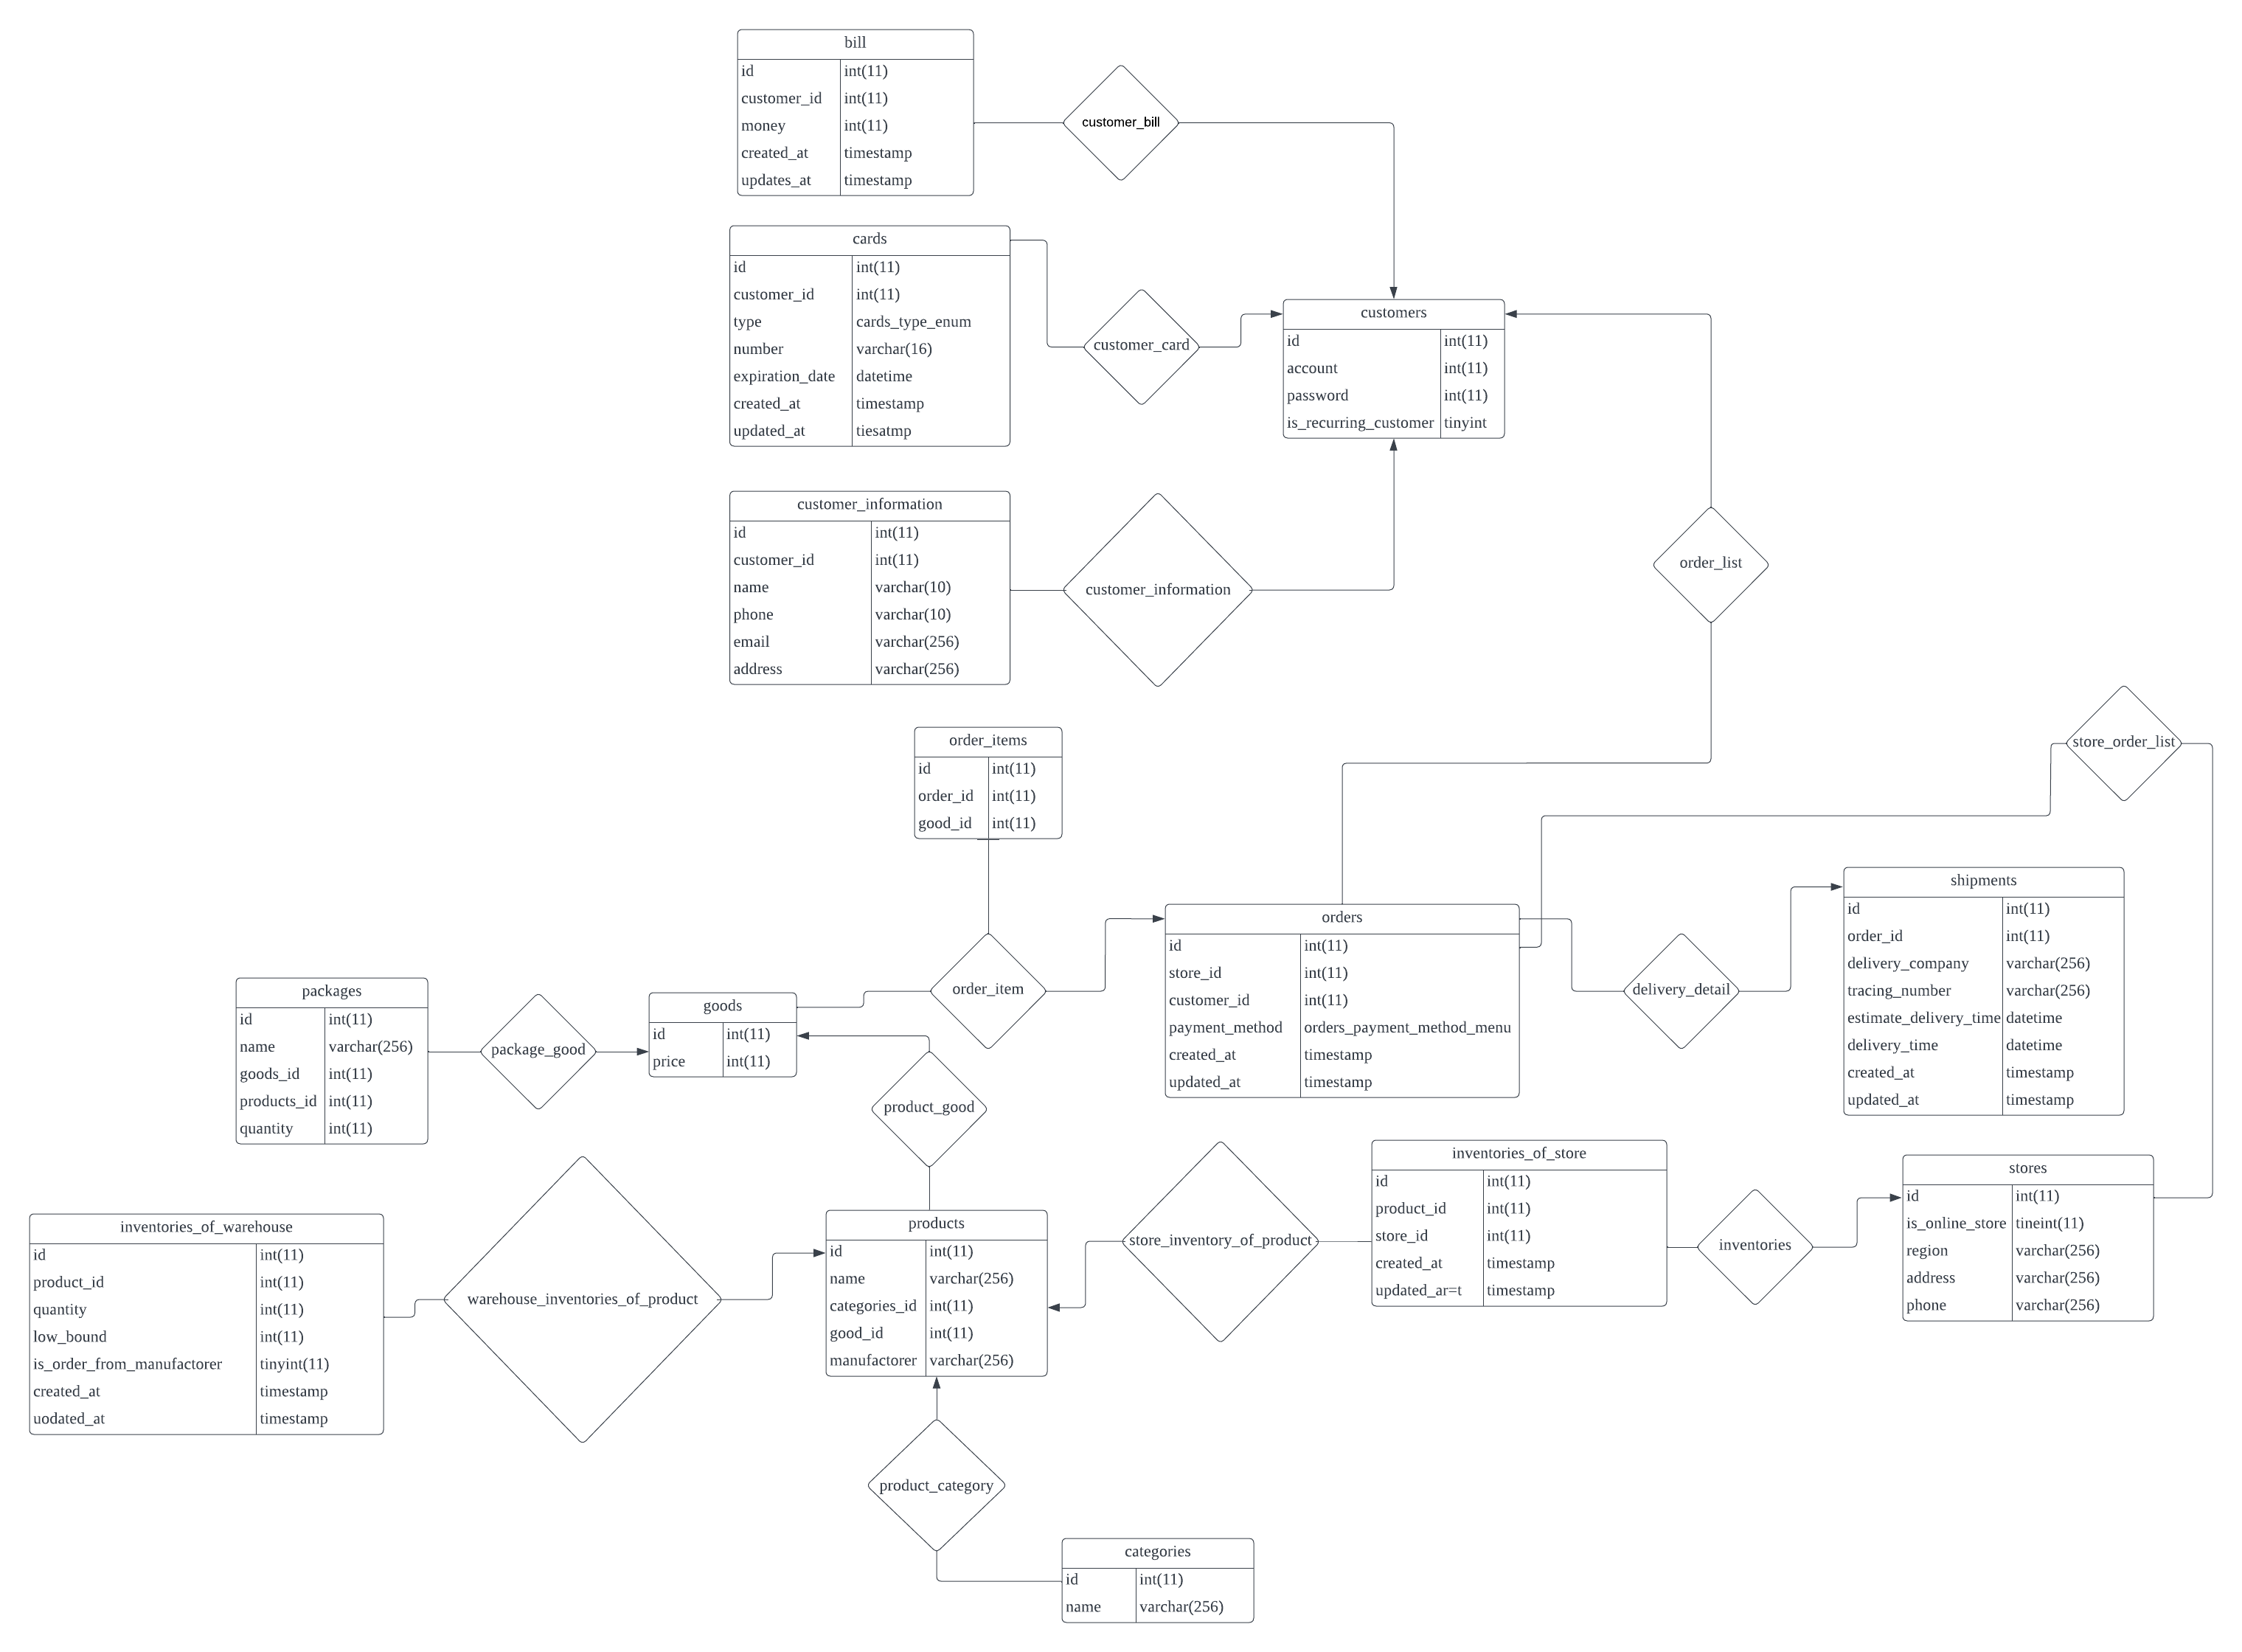 bill
id int(11)
customer_id int(11)
money int(11)
created_at timestamp
updates_at timestamp
customer_bill
cards
id int(11)
customer_id int(11)
type cards_type_enum
number varchar(16)
expiration_date datetime
created_at timestamp
updated_at tiesatmp
customer_card
customers
id int(11)
account int(11)
password int(11)
is_recurring_customer tinyint
customer_information
id int(11)
customer_id int(11)
name varchar(10)
phone varchar(10)
email varchar(256)
address varchar(256)
customer_information
order_list
order_items
id int(11)
order_id int(11)
good_id int(11)
store_order_list
packages
id int(11)
name varchar(256)
goods_id int(11)
products_id int(11)
quantity int(11)
package_good
goods
id int(11)
price int(11)
order_item
product_good
orders
id int(11)
store_id int(11)
customer_id int(11)
payment_method orders_payment_method_menu
created_at timestamp
updated_at timestamp
delivery_detail
shipments
id int(11)
order_id int(11)
delivery_company varchar(256)
tracing_number varchar(256)
estimate_delivery_time datetime
delivery_time datetime
created_at timestamp
updated_at timestamp
inventories_of_warehouse
id int(11)
product_id int(11)
quantity int(11)
low_bound int(11)
is_order_from_manufactorer tinyint(11)
created_at timestamp
uodated_at timestamp
warehouse_inventories_of_product
products
id int(11)
name varchar(256)
categories_id int(11)
good_id int(11)
manufactorer varchar(256)
store_inventory_of_product
inventories_of_store
id int(11)
product_id int(11)
store_id int(11)
created_at timestamp
updated_ar=t timestamp
inventories
stores
id int(11)
is_online_store tineint(11)
region varchar(256)
address varchar(256)
phone varchar(256)
product_category
categories
id int(11)
name varchar(256)